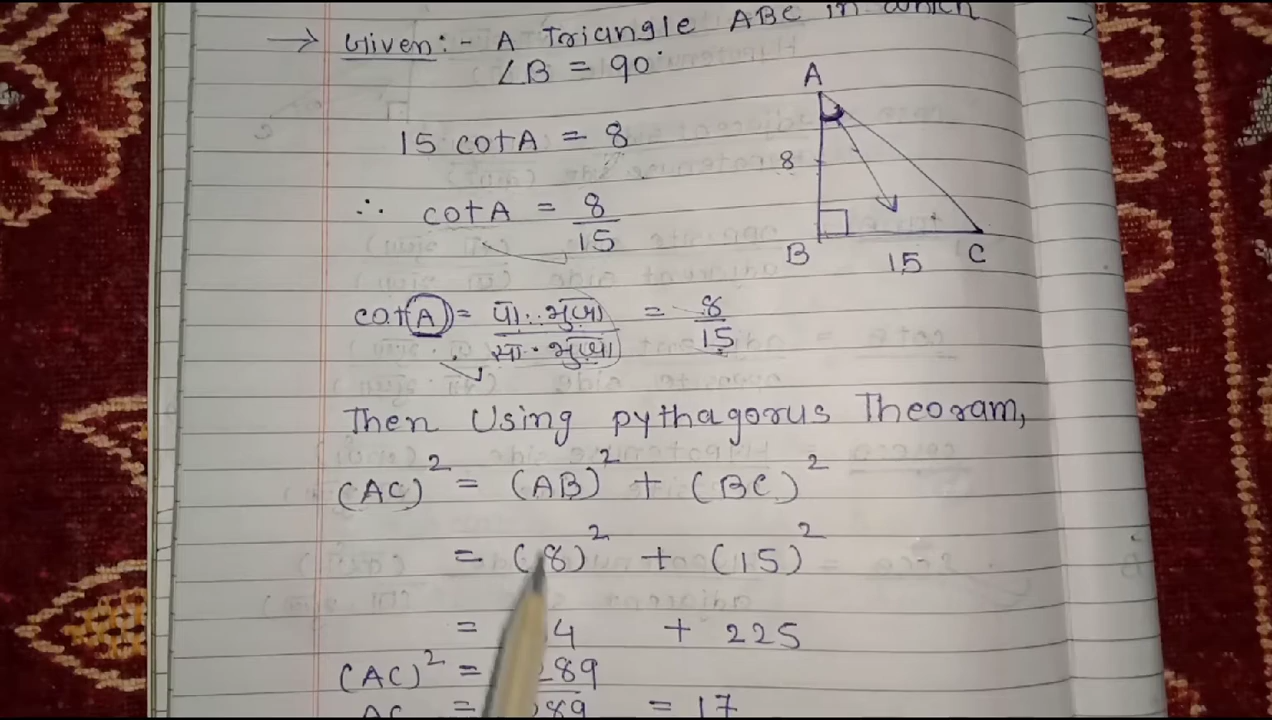 → Given:- A Triangle ABC in which
∠B = 90°
A
15 cotA = 8
8
∴ cotA = 8/15
B 15 C
cot(A) = पा. भुजा / सा. भुजा = 8/15
Then Using pythagorus Theoram,
(AC)² = (AB)² + (BC)²
= (8)² + (15)²
= 4 + 225
(AC)² = 289
= 89 = 17